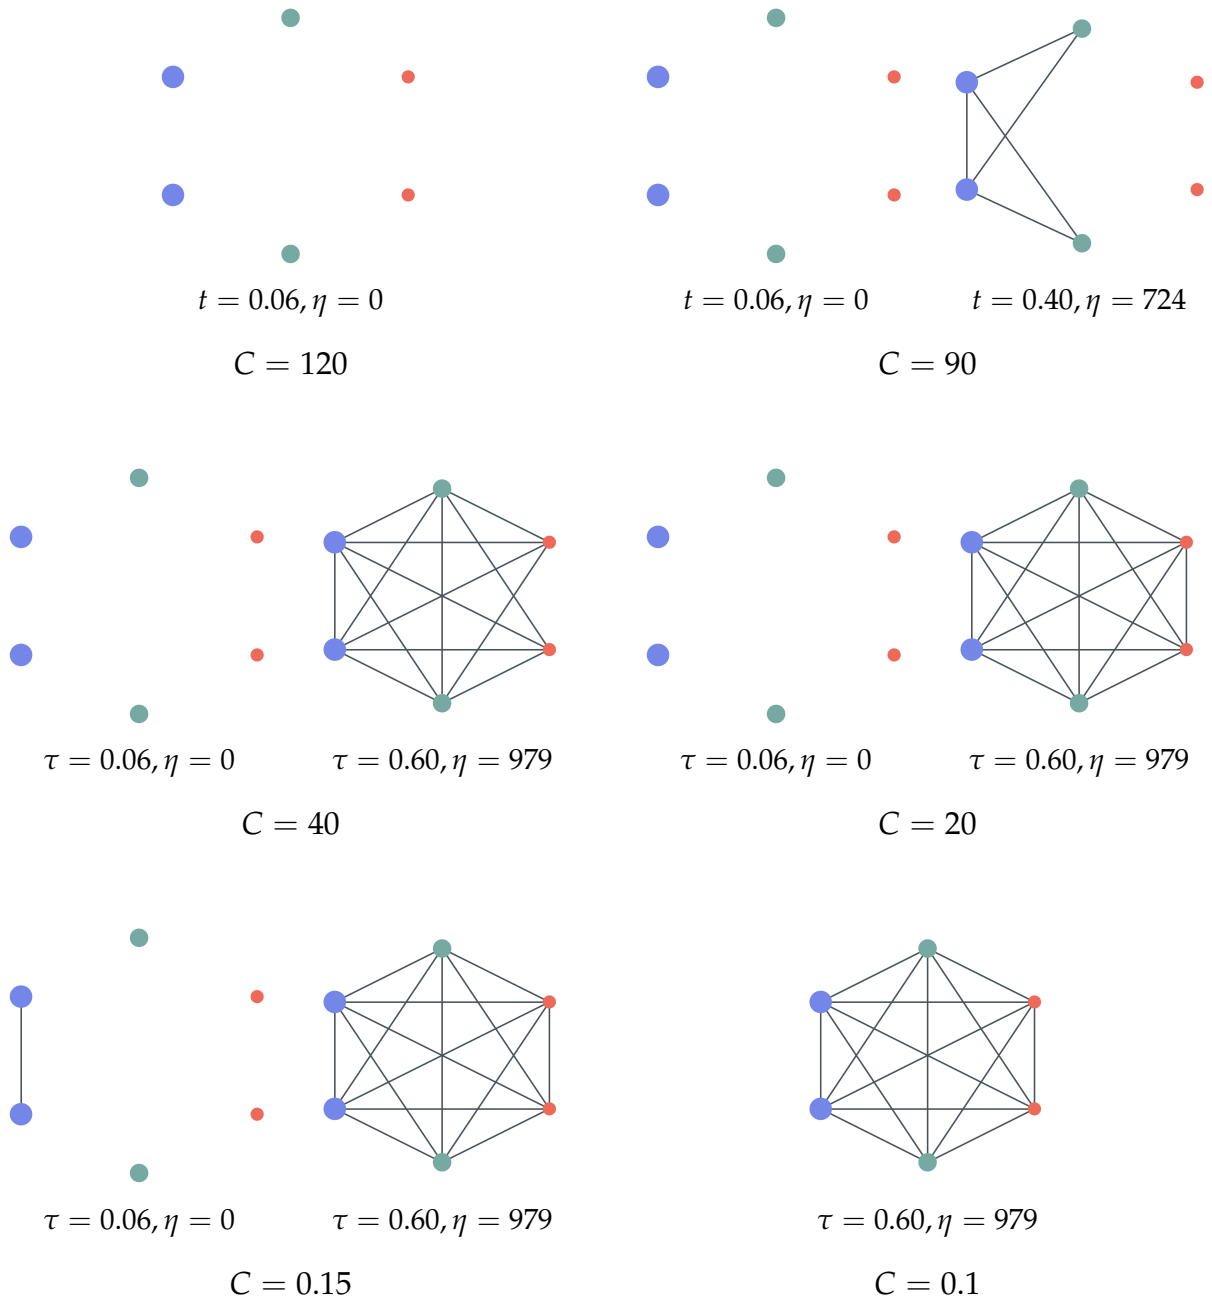 t = 0.06, η = 0
C = 120
t = 0.06, η = 0 t = 0.40, η = 724
C = 90
τ = 0.06, η = 0 τ = 0.60, η = 979
C = 40
τ = 0.06, η = 0 τ = 0.60, η = 979
C = 20
τ = 0.06, η = 0 τ = 0.60, η = 979
C = 0.15
τ = 0.60, η = 979
C = 0.1